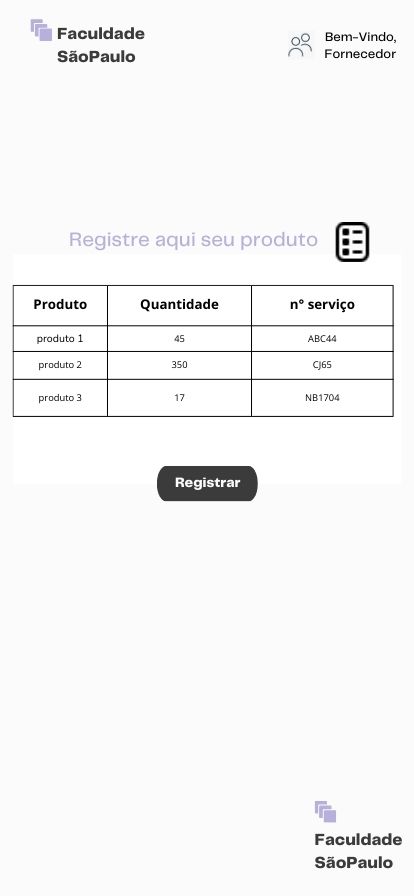 Faculdade
SãoPaulo
Bem-Vindo,
Fornecedor
Registre aqui seu produto
Produto Quantidade n° serviço
produto 1 45 ABC44
produto 2 350 CJ65
produto 3 17 NB1704
Registrar
Faculdade
SãoPaulo